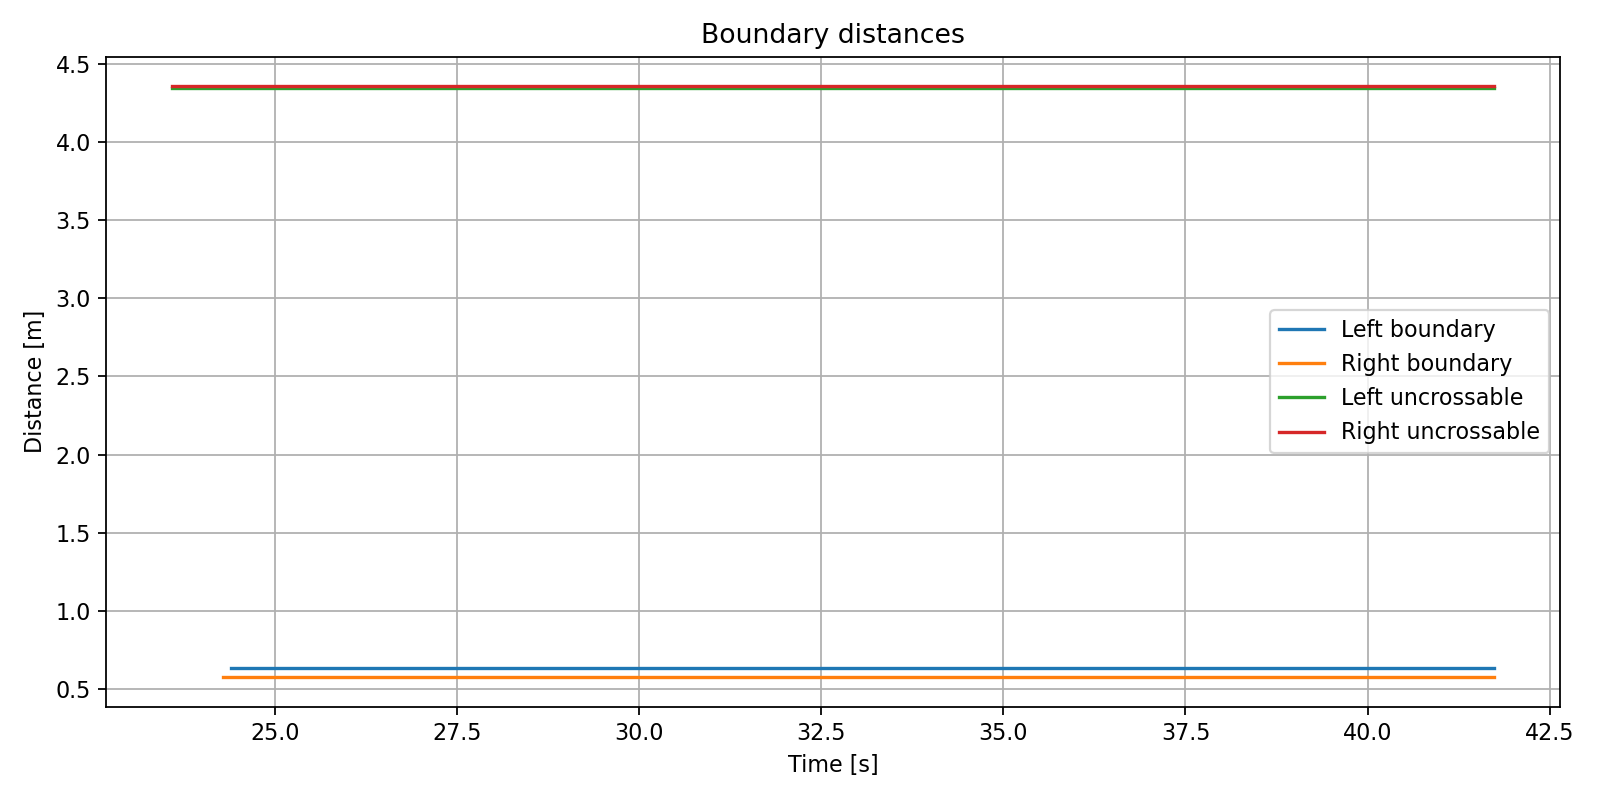 Boundary distances
4.5
4.0
3.5
3.0
2.5
2.0
1.5
1.0
0.5
Distance [m]
Left boundary
Right boundary
Left uncrossable
Right uncrossable
25.0 27.5 30.0 32.5 35.0 37.5 40.0 42.5
Time [s]